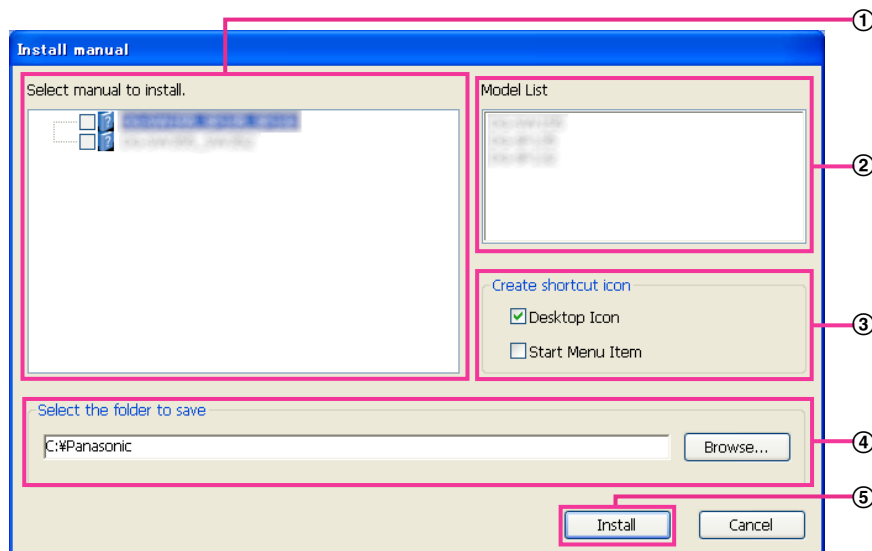 ①
Install manual
Select manual to install.
Model List
②
Create shortcut icon
Desktop Icon
③
Start Menu Item
Select the folder to save
C:¥Panasonic
Browse...
④
⑤
Install
Cancel